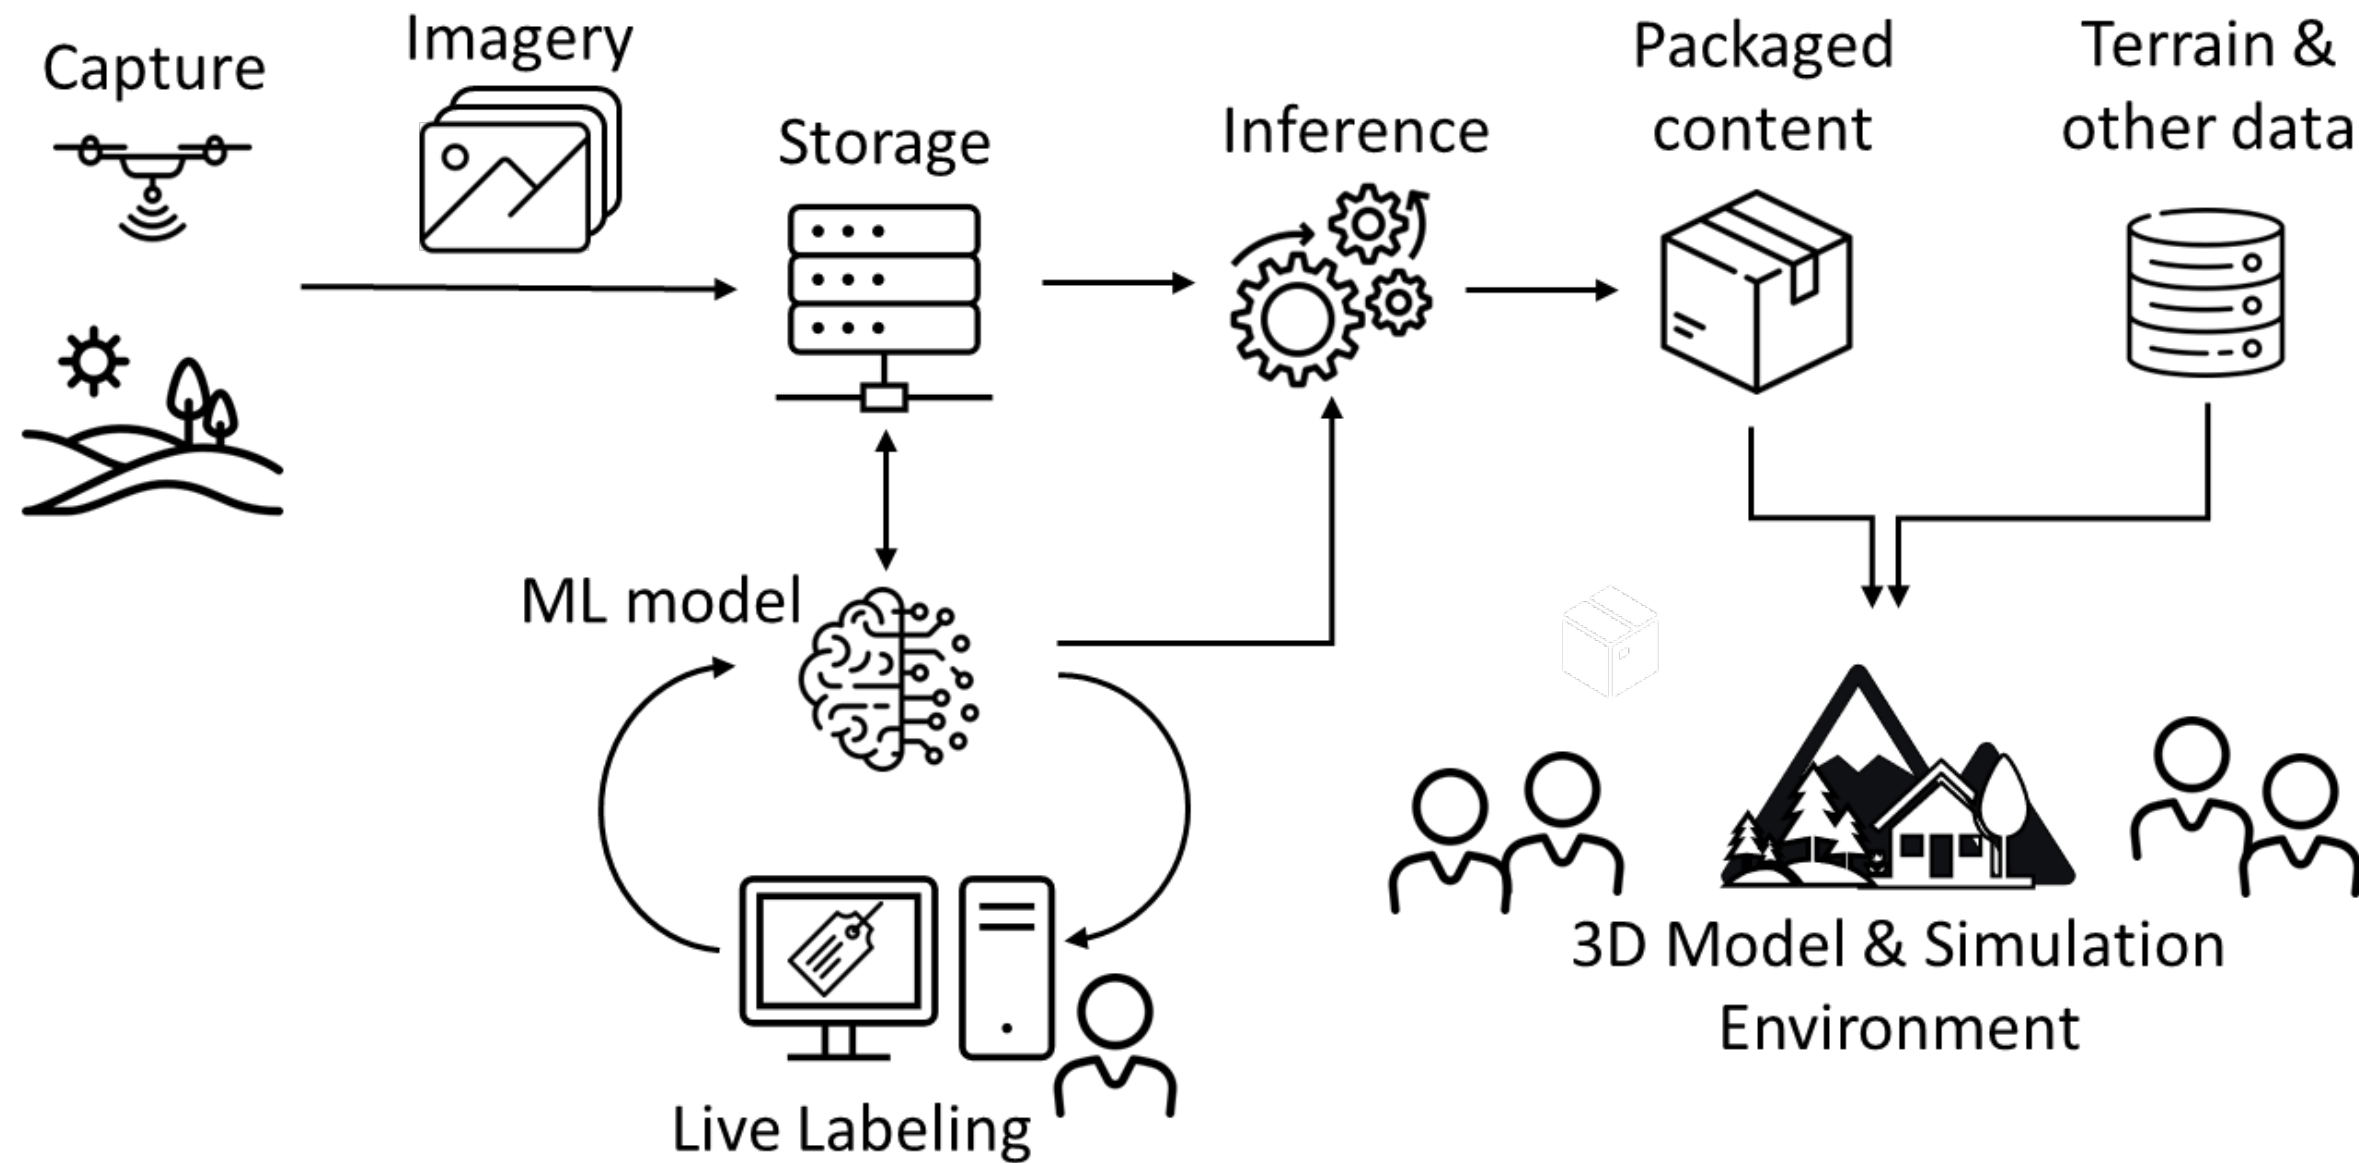 Capture
Imagery
Storage
Inference
Packaged
content
Terrain &
other data
ML model
Live Labeling
3D Model & Simulation
Environment